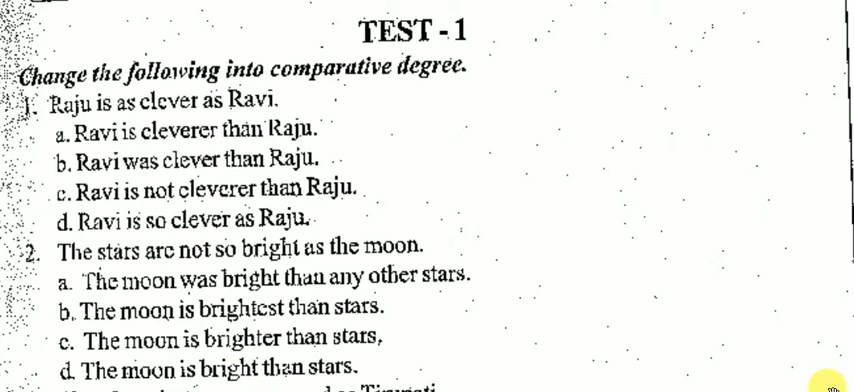 TEST - 1
Change the following into comparative degree.
1. Raju is as clever as Ravi.
a. Ravi is cleverer than Raju.
b. Ravi was clever than Raju.
c. Ravi is not cleverer than Raju.
d. Ravi is so clever as Raju.
2. The stars are not so bright as the moon.
a. The moon was bright than any other stars.
b. The moon is brightest than stars.
c. The moon is brighter than stars,
d. The moon is bright than stars.